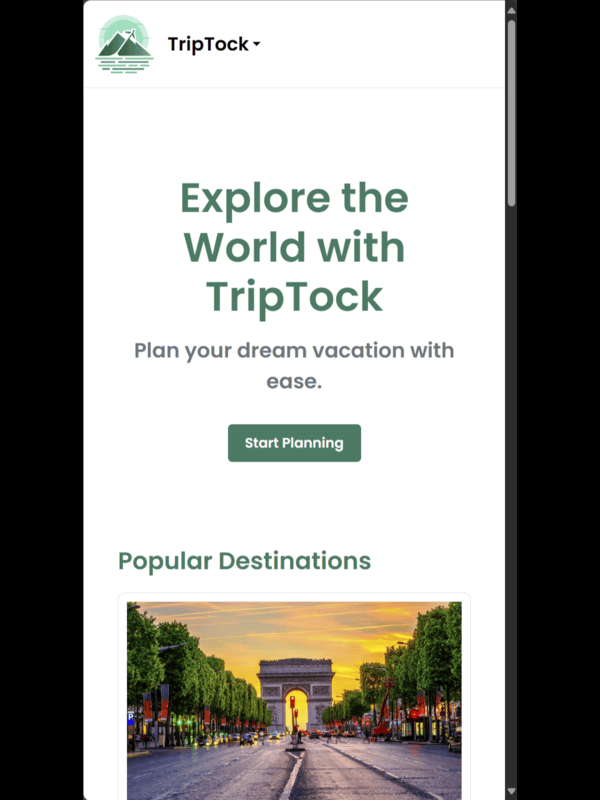 TripTock
Explore the
World with
TripTock
Plan your dream vacation with
ease.
Start Planning
Popular Destinations